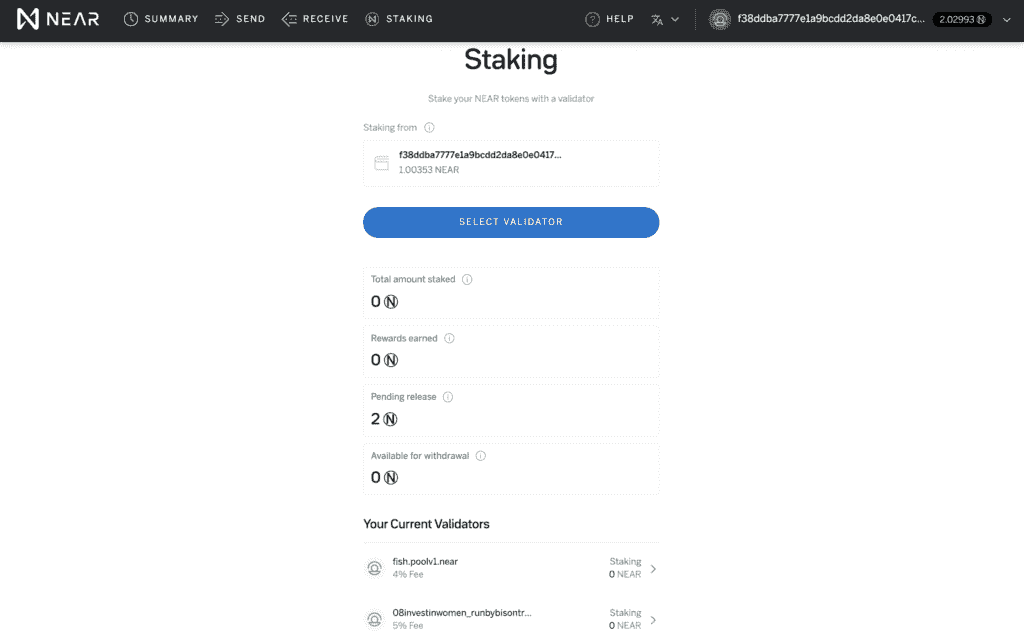 NEAR SUMMARY SEND RECEIVE STAKING HELP f38ddba7777e1a9bcdd2da8e0e0417c... 2.02993
Staking
Stake your NEAR tokens with a validator
Staking from
f38ddba7777e1a9bcdd2da8e0e0417...
1.00353 NEAR
SELECT VALIDATOR
Total amount staked
0
Rewards earned
0
Pending release
2
Available for withdrawal
0
Your Current Validators
fish.poolv1.near Staking
4% Fee 0 NEAR
08investinwomen_runbybisontr... Staking
5% Fee 0 NEAR